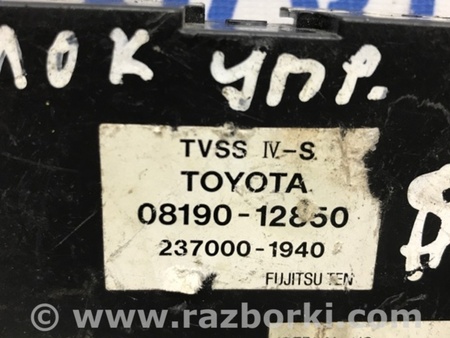 лок упр.
TVSS IV-S
TOYOTA
08190-12850
237000-1940
FUJITSU TEN
© www.razborki.com